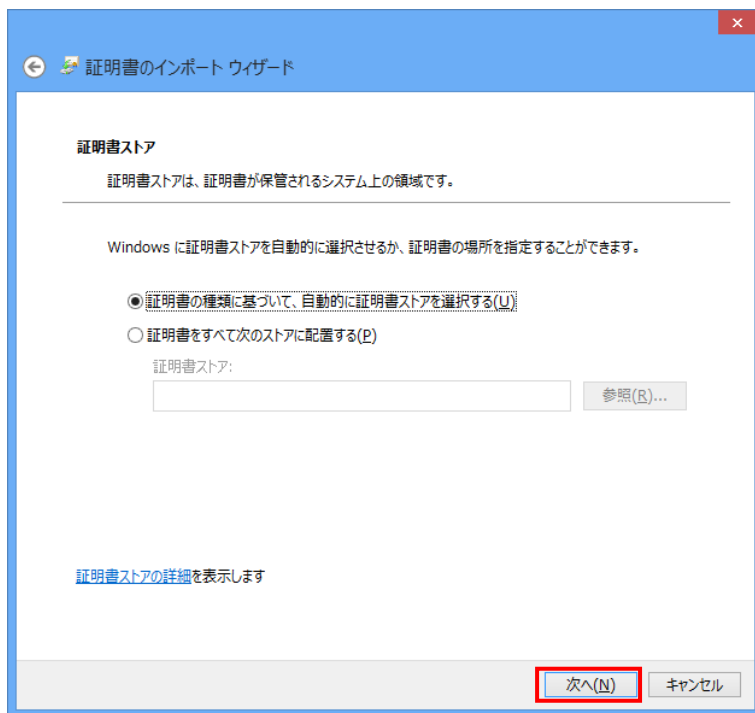 証明書のインポート ウィザード
証明書ストア
証明書ストアは、証明書が保管されるシステム上の領域です。
Windows に証明書ストアを自動的に選択させるか、証明書の場所を指定することができます。
証明書の種類に基づいて、自動的に証明書ストアを選択する(U)
証明書をすべて次のストアに配置する(P)
証明書ストア:
参照(R)...
証明書ストアの詳細を表示します
次へ(N) キャンセル